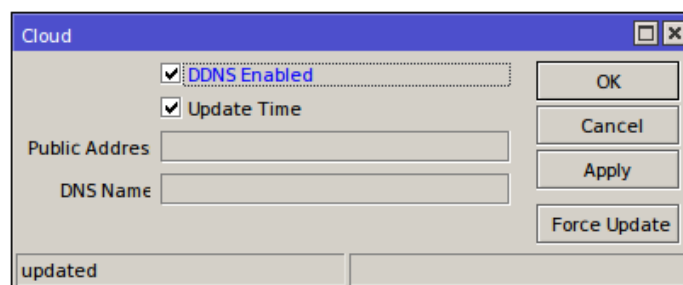 Cloud
DDNS Enabled
Update Time
Public Addres
DNS Name
OK
Cancel
Apply
Force Update
updated